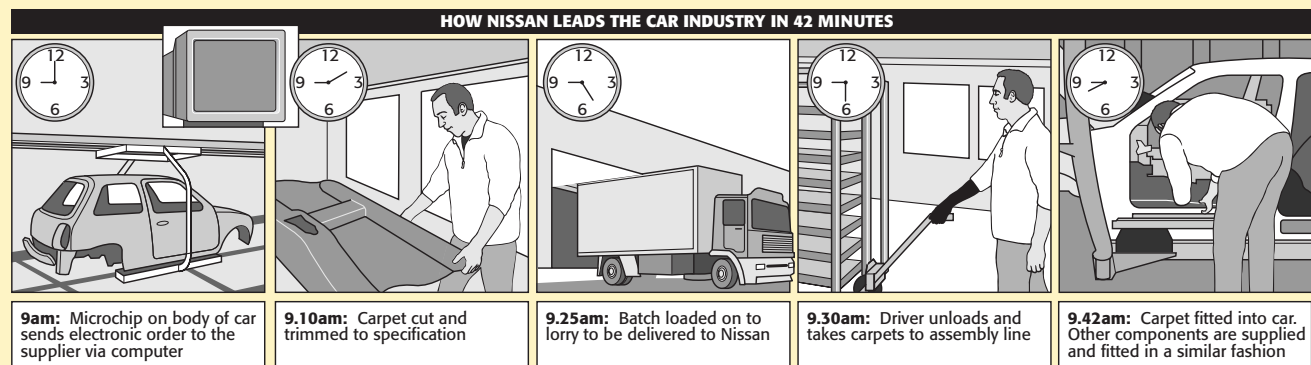 HOW NISSAN LEADS THE CAR INDUSTRY IN 42 MINUTES
12
9 3
6
12
9 3
6
12
9 3
6
12
9 3
6
12
9 3
6
9am: Microchip on body of car
sends electronic order to the
supplier via computer
9.10am: Carpet cut and
trimmed to specification
9.25am: Batch loaded on to
lorry to be delivered to Nissan
9.30am: Driver unloads and
takes carpets to assembly line
9.42am: Carpet fitted into car.
Other components are supplied
and fitted in a similar fashion